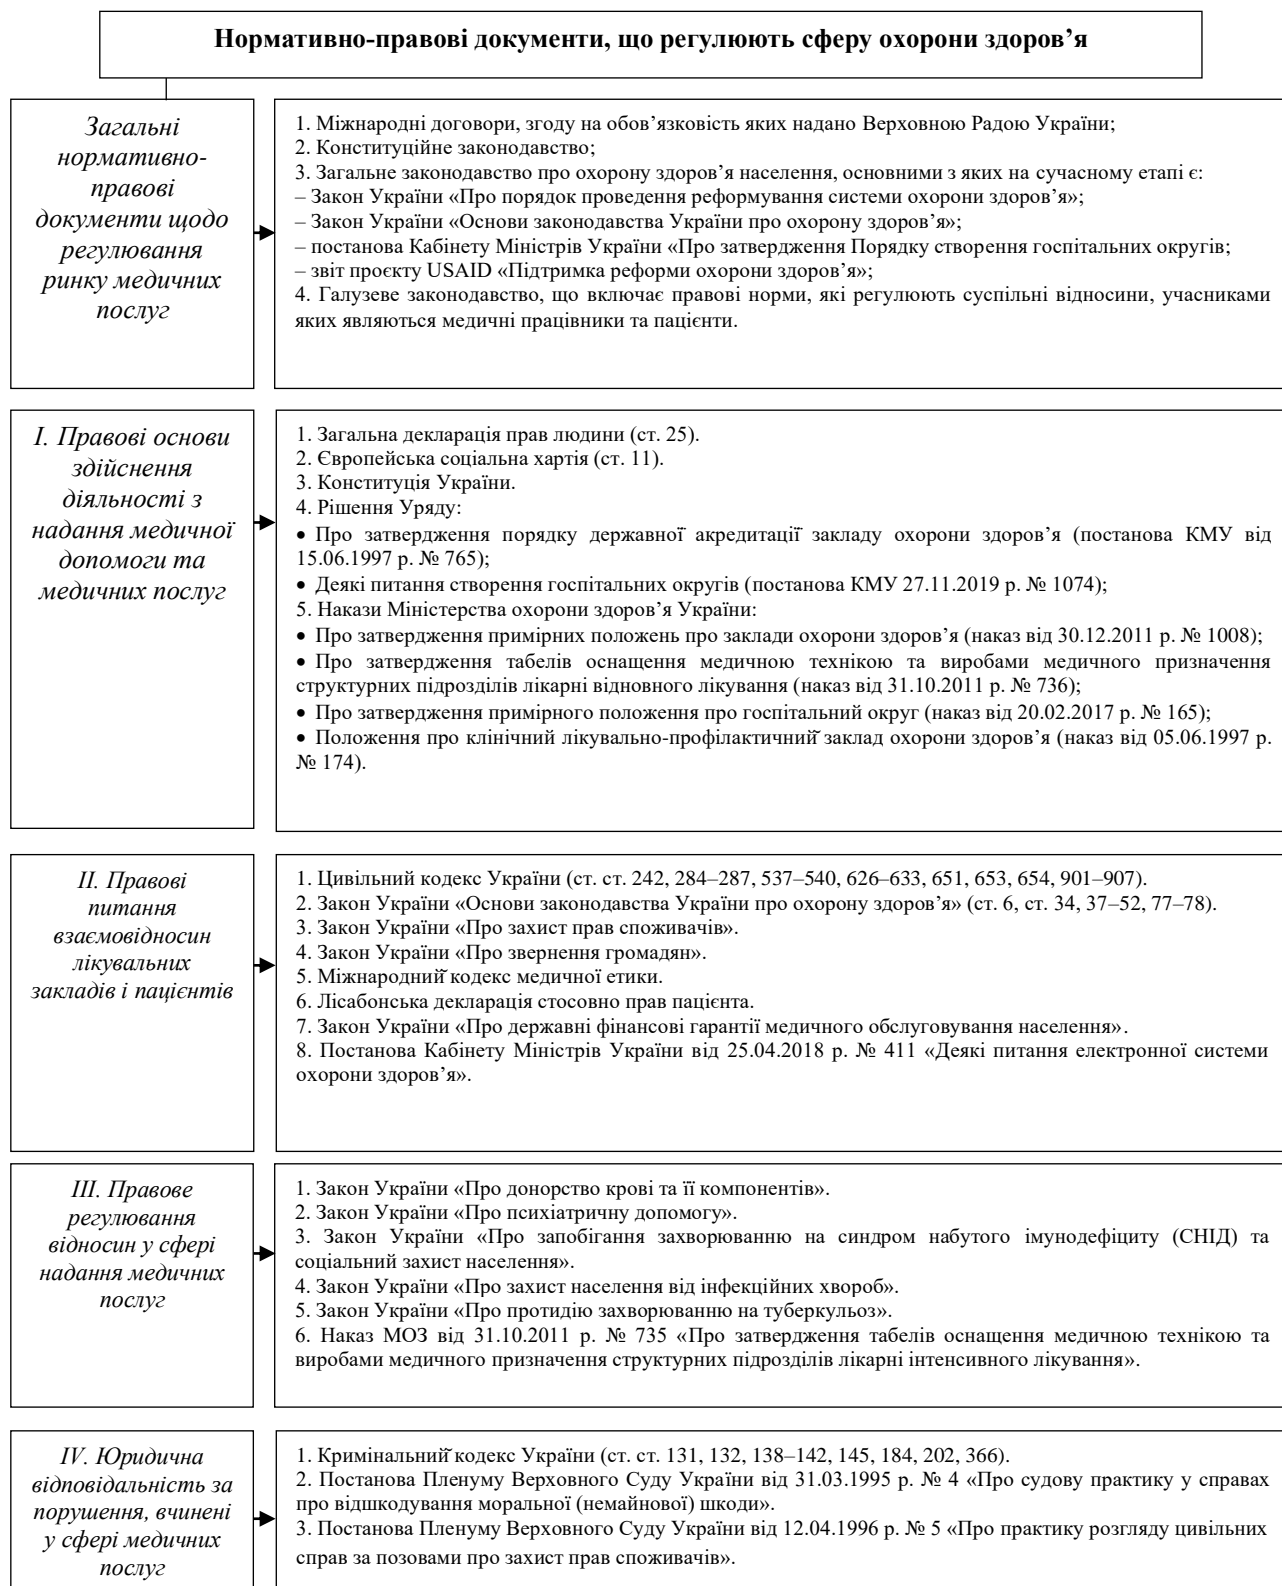 Нормативно-правові документи, що регулюють сферу охорони здоров’я
Загальні
нормативно-
правові
документи щодо
регулювання
ринку медичних
послуг
1. Міжнародні договори, згоду на обов’язковість яких надано Верховною Радою України;
2. Конституційне законодавство;
3. Загальне законодавство про охорону здоров’я населення, основними з яких на сучасному етапі є:
– Закон України «Про порядок проведення реформування системи охорони здоров’я»;
– Закон України «Основи законодавства України про охорону здоров’я»;
– постанова Кабінету Міністрів України «Про затвердження Порядку створення госпітальних округів;
– звіт проєкту USAID «Підтримка реформи охорони здоров’я»;
4. Галузеве законодавство, що включає правові норми, які регулюють суспільні відносини, учасниками
яких являються медичні працівники та пацієнти.
I. Правові основи
здійснення
діяльності з
надання медичної
допомоги та
медичних послуг
1. Загальна декларація прав людини (ст. 25).
2. Європейська соціальна хартія (ст. 11).
3. Конституція України.
4. Рішення Уряду:
• Про затвердження порядку державної акредитації закладу охорони здоров’я (постанова КМУ від
15.06.1997 р. № 765);
• Деякі питання створення госпітальних округів (постанова КМУ 27.11.2019 р. № 1074);
5. Накази Міністерства охорони здоров’я України:
• Про затвердження примірних положень про заклади охорони здоров’я (наказ від 30.12.2011 р. № 1008);
• Про затвердження табелів оснащення медичною технікою та виробами медичного призначення
структурних підрозділів лікарні відновного лікування (наказ від 31.10.2011 р. № 736);
• Про затвердження примірного положення про госпітальний округ (наказ від 20.02.2017 р. № 165);
• Положення про клінічний лікувально-профілактичний заклад охорони здоров’я (наказ від 05.06.1997 р.
№ 174).
II. Правові
питання
взаємовідносин
лікувальних
закладів і пацієнтів
1. Цивільний кодекс України (ст. ст. 242, 284–287, 537–540, 626–633, 651, 653, 654, 901–907).
2. Закон України «Основи законодавства України про охорону здоров’я» (ст. 6, ст. 34, 37–52, 77–78).
3. Закон України «Про захист прав споживачів».
4. Закон України «Про звернення громадян».
5. Міжнародний кодекс медичної етики.
6. Лісабонська декларація стосовно прав пацієнта.
7. Закон України «Про державні фінансові гарантії медичного обслуговування населення».
8. Постанова Кабінету Міністрів України від 25.04.2018 р. № 411 «Деякі питання електронної системи
охорони здоров’я».
III. Правове
регулювання
відносин у сфері
надання медичних
послуг
1. Закон України «Про донорство крові та її компонентів».
2. Закон України «Про психіатричну допомогу».
3. Закон України «Про запобігання захворюванню на синдром набутого імунодефіциту (СНІД) та
соціальний захист населення».
4. Закон України «Про захист населення від інфекційних хвороб».
5. Закон України «Про протидію захворюванню на туберкульоз».
6. Наказ МОЗ від 31.10.2011 р. № 735 «Про затвердження табелів оснащення медичною технікою та
виробами медичного призначення структурних підрозділів лікарні інтенсивного лікування».
IV. Юридична
відповідальність за
порушення, вчинені
у сфері медичних
послуг
1. Кримінальний кодекс України (ст. ст. 131, 132, 138–142, 145, 184, 202, 366).
2. Постанова Пленуму Верховного Суду України від 31.03.1995 р. № 4 «Про судову практику у справах
про відшкодування моральної (немайнової) шкоди».
3. Постанова Пленуму Верховного Суду України від 12.04.1996 р. № 5 «Про практику розгляду цивільних
справ за позовами про захист прав споживачів».